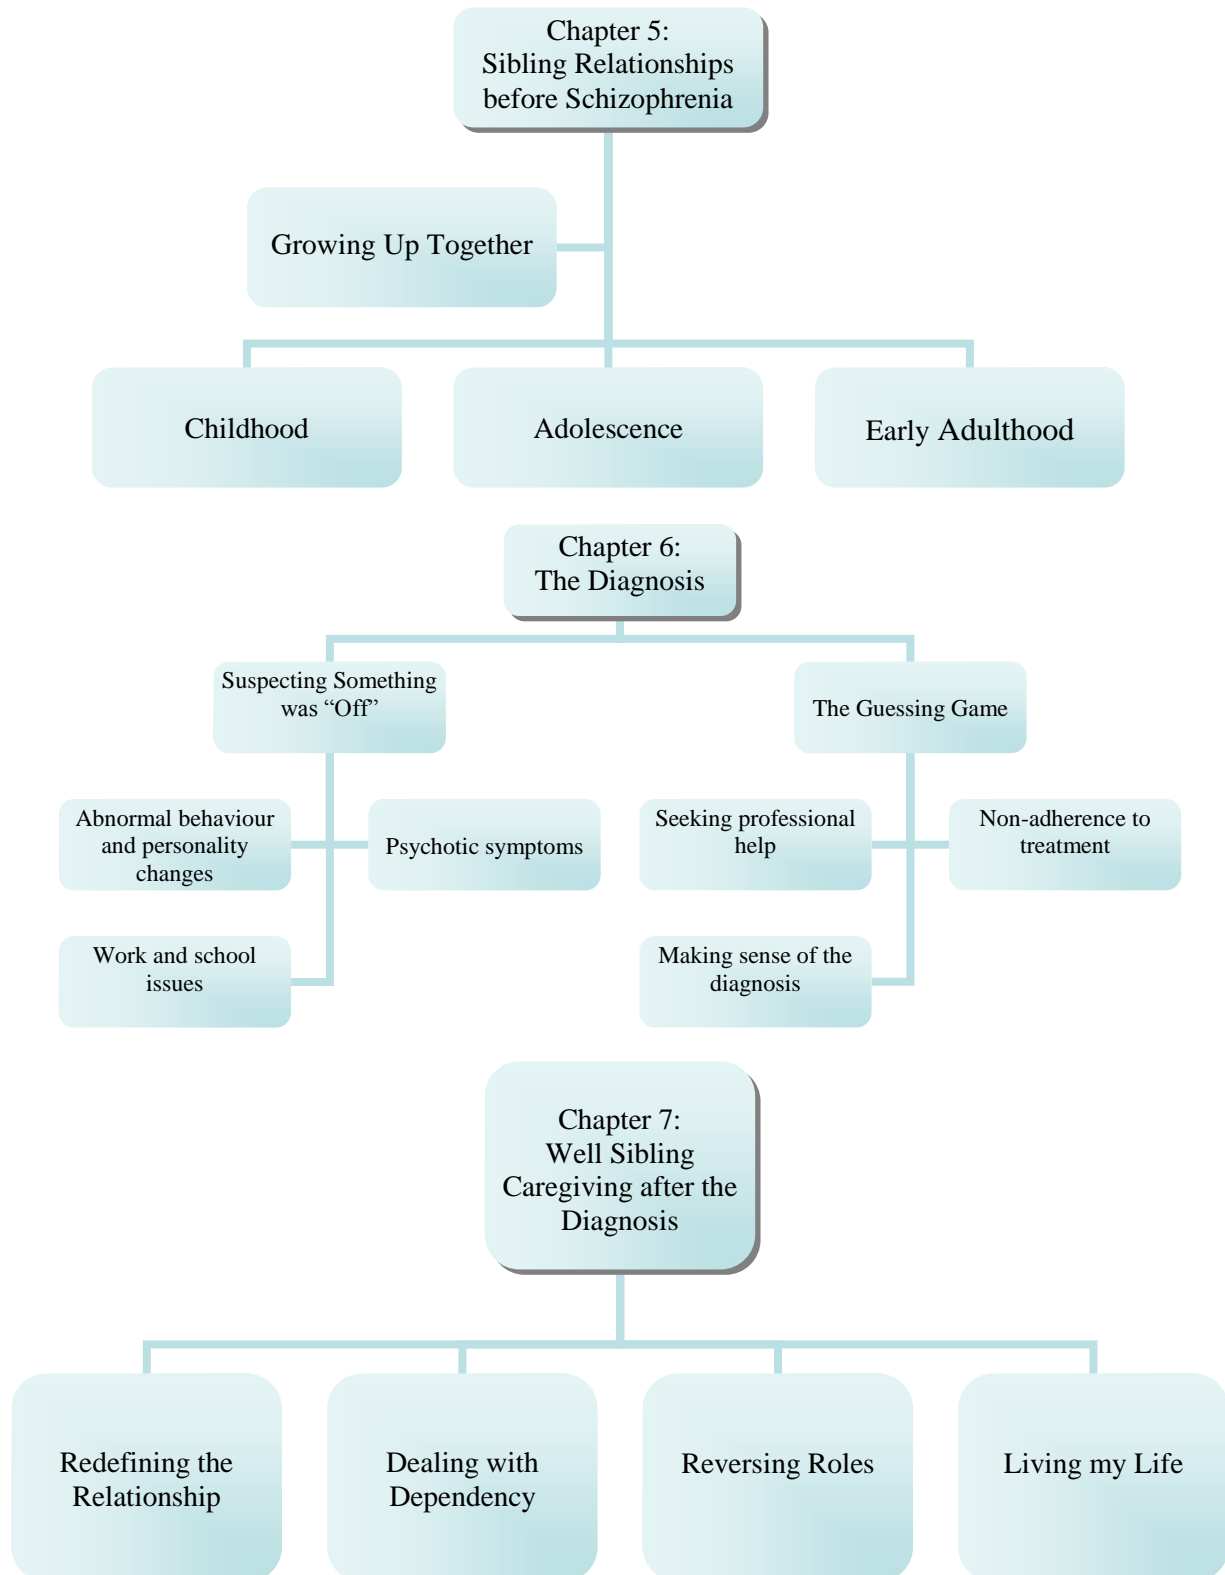 Chapter 5:
Sibling Relationships
before Schizophrenia
Growing Up Together
Childhood
Adolescence
Early Adulthood
Chapter 6:
The Diagnosis
Suspecting Something
was “Off”
The Guessing Game
Abnormal behaviour
and personality
changes
Psychotic symptoms
Seeking professional
help
Non-adherence to
treatment
Work and school
issues
Making sense of the
diagnosis
Chapter 7:
Well Sibling
Caregiving after the
Diagnosis
Redefining the
Relationship
Dealing with
Dependency
Reversing Roles
Living my Life